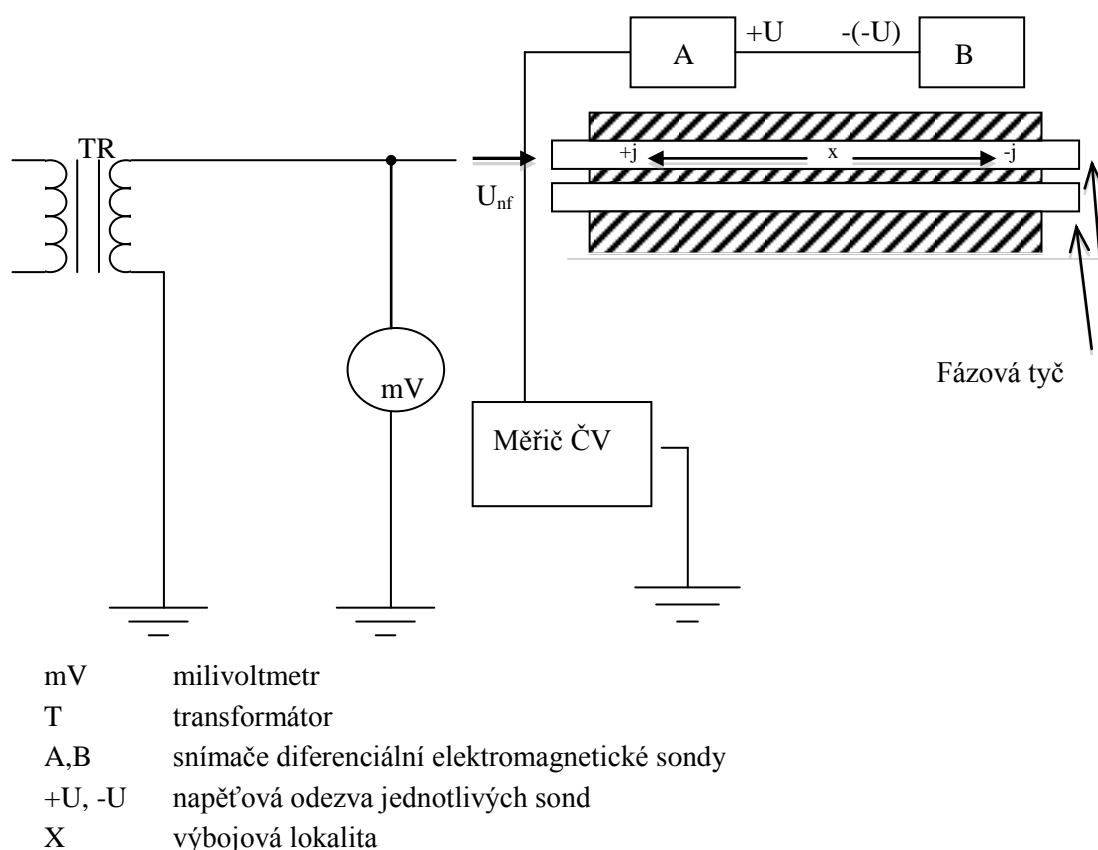 A
+U
-(-U)
B
TR
+j
x
-j
Unf
mV
Fázová tyč
Měřič ČV
mV milivoltmetr
T transformátor
A,B snímače diferenciální elektromagnetické sondy
+U, -U napěťová odezva jednotlivých sond
X výbojová lokalita